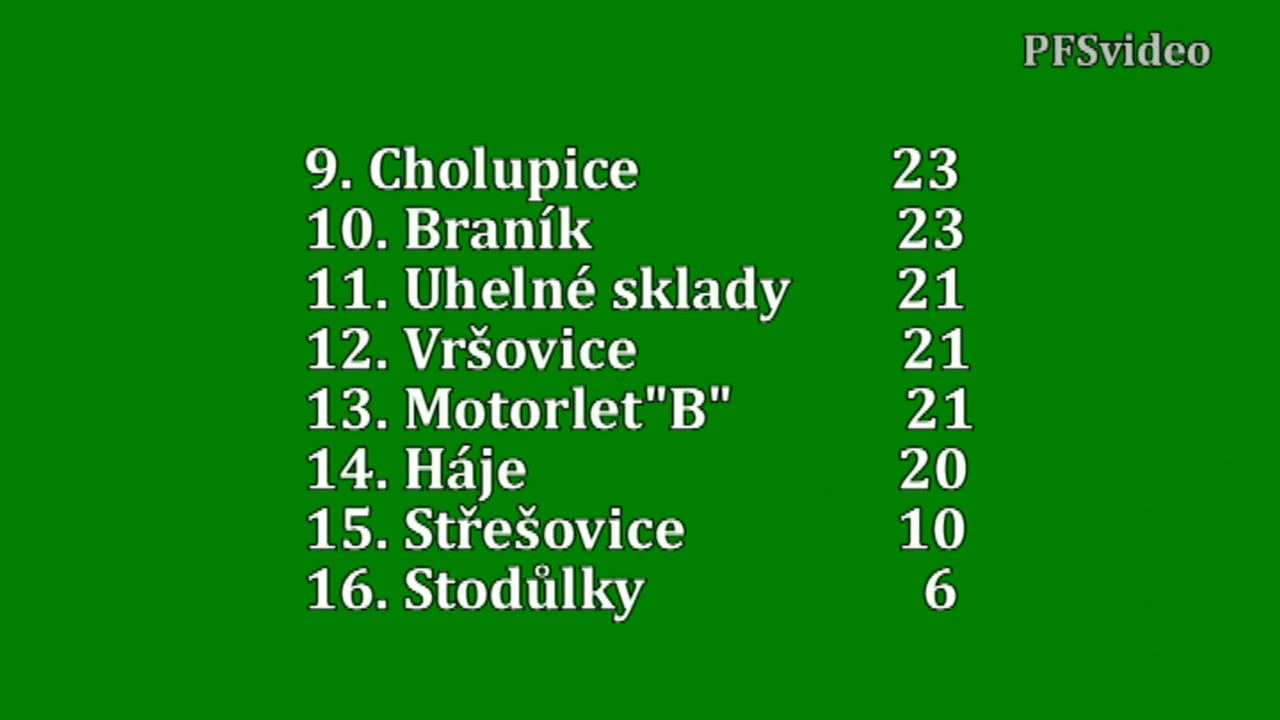 PFSvideo
9. Cholupice 23
10. Braník 23
11. Uhelné sklady 21
12. Vršovice 21
13. Motorlet"B" 21
14. Háje 20
15. Střešovice 10
16. Stodůlky 6